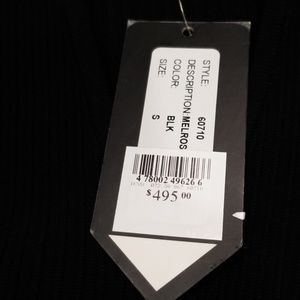 STYLE: 60710
DESCRIPTION: MELROS
COLOR: BLK
SIZE: S
4 78002 49626 6
$495.00